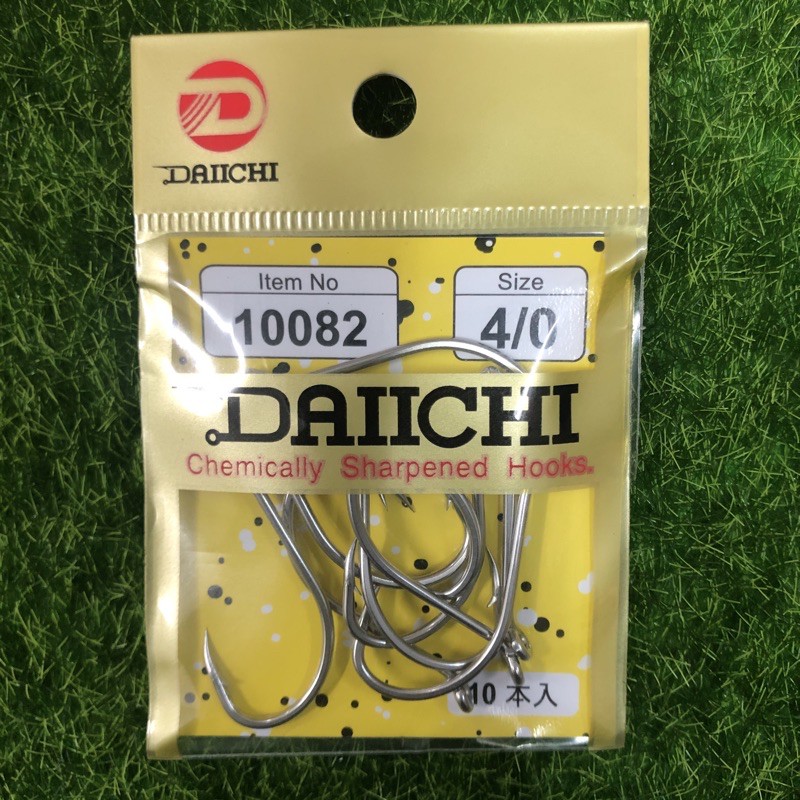 DAIICHI
Item No
10082
Size
4/0
DAIICHI
Chemically Sharpened Hooks.
10 本入